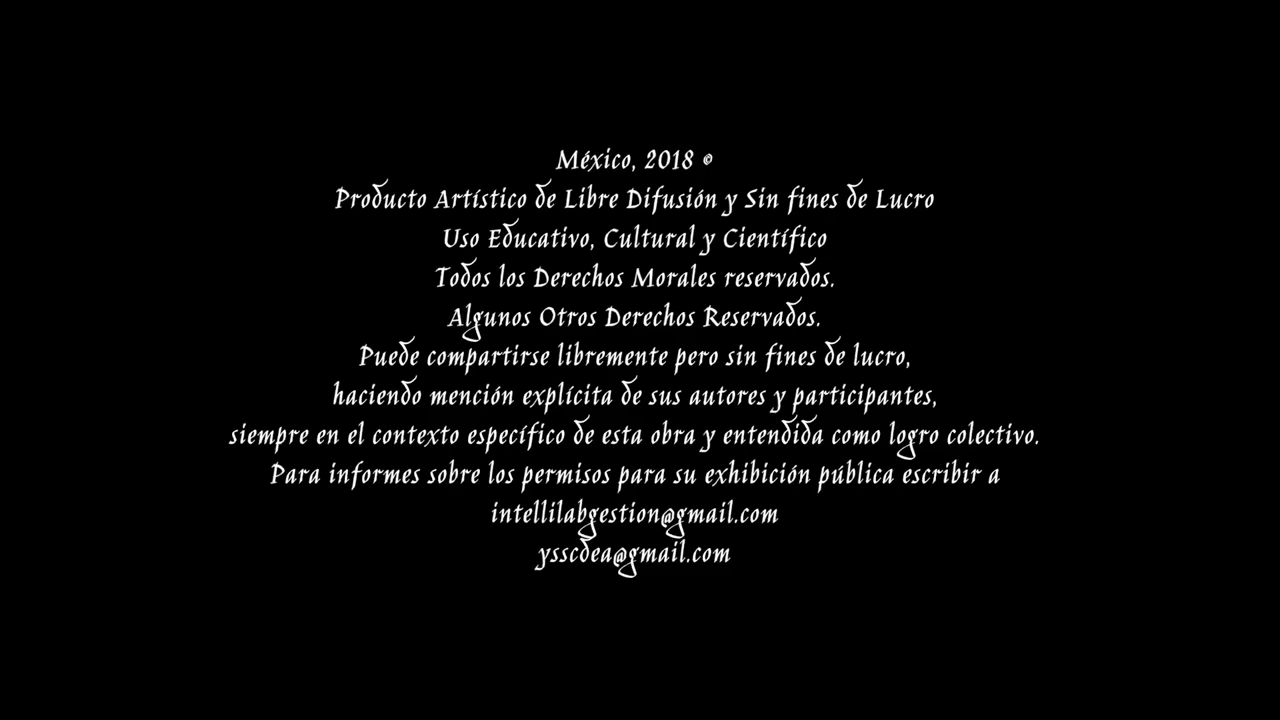 México, 2018 ©
Producto Artístico de Libre Difusión y Sin fines de Lucro
Uso Educativo, Cultural y Científico
Todos los Derechos Morales reservados.
Algunos Otros Derechos Reservados.
Puede compartirse libremente pero sin fines de lucro,
haciendo mención explícita de sus autores y participantes,
siempre en el contexto específico de esta obra y entendida como logro colectivo.
Para informes sobre los permisos para su exhibición pública escribir a
intellilabgestion@gmail.com
ysscdea@gmail.com